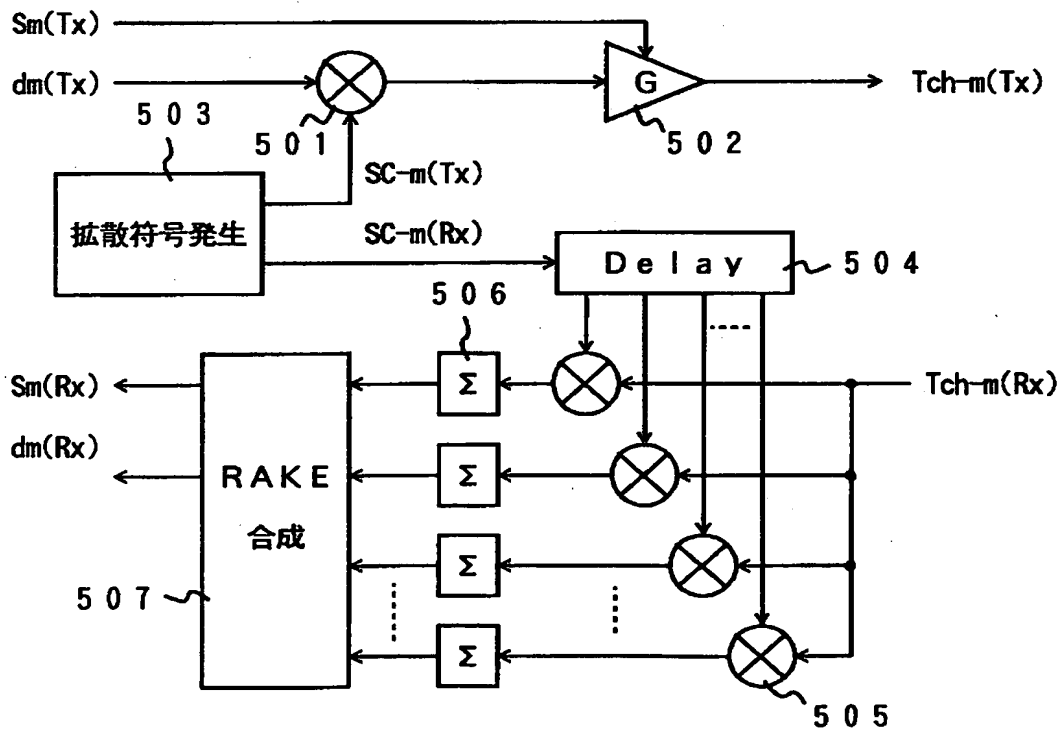 Sm(Tx)
dm(Tx)
G
Tch-m(Tx)
503
501
502
SC-m(Tx)
拡散符号発生
SC-m(Rx)
Delay
504
506
Sm(Rx)
Σ
Tch-m(Rx)
dm(Rx)
RAKE
合成
Σ
Σ
507
Σ
505